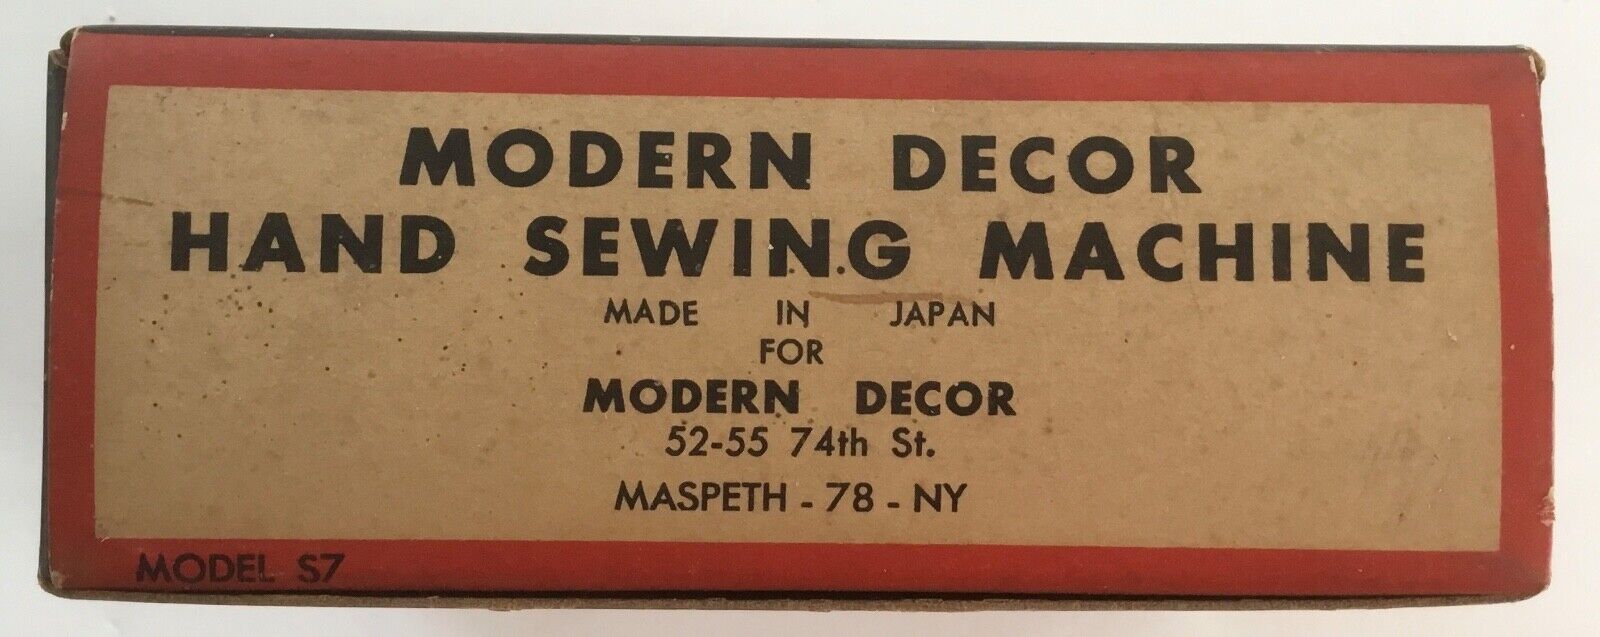 MODERN DECOR
HAND SEWING MACHINE
MADE IN JAPAN
FOR
MODERN DECOR
52-55 74th St.
MASPETH - 78 - NY
MODEL S7